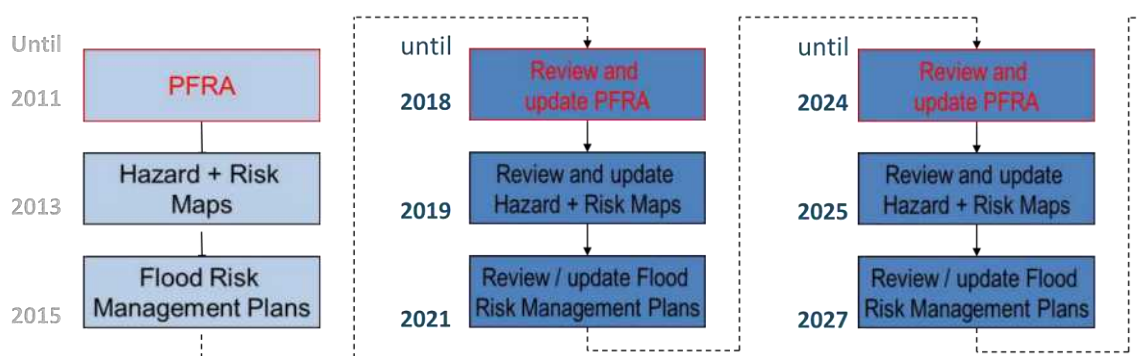 Until
2011
PFRA
2013
Hazard + Risk
Maps
2015
Flood Risk
Management Plans
until
2018
Review and
update PFRA
2019
Review and update
Hazard + Risk Maps
2021
Review / update Flood
Risk Management Plans
until
2024
Review and
update PFRA
2025
Review and update
Hazard + Risk Maps
2027
Review / update Flood
Risk Management Plans